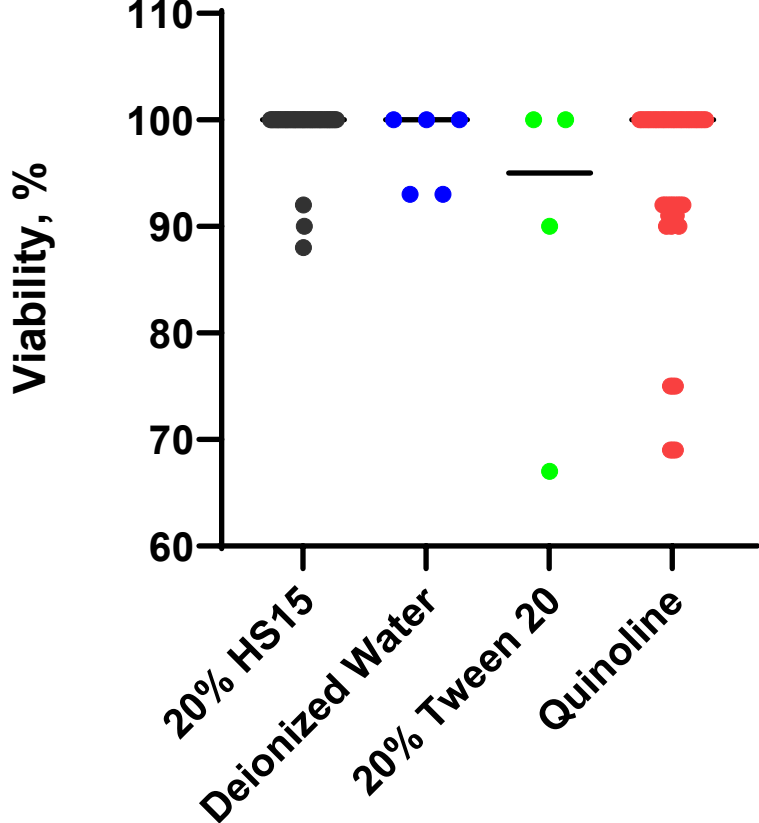 Viability, %
110
100
90
80
70
60
20% HS15
Deionized Water
20% Tween 20
Quinoline